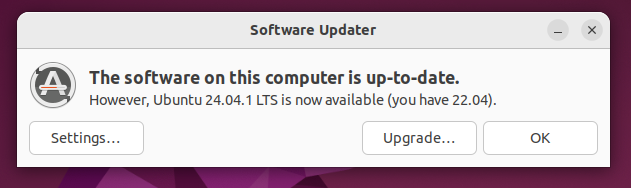 Software Updater
The software on this computer is up-to-date.
However, Ubuntu 24.04.1 LTS is now available (you have 22.04).
Settings…
Upgrade…
OK